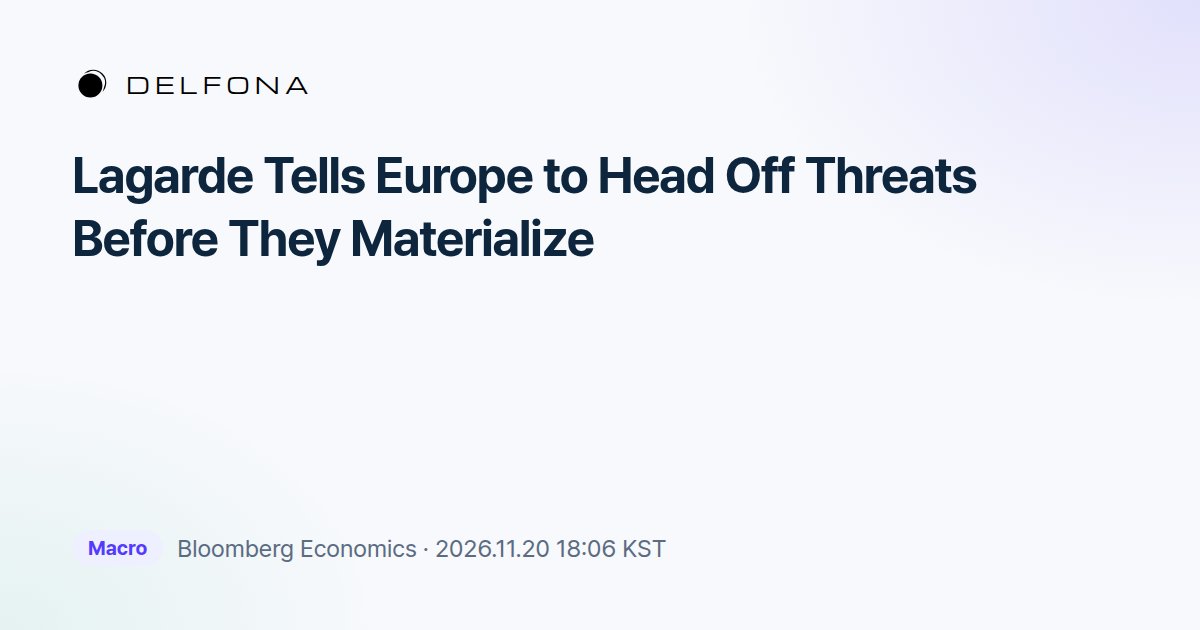 DELFONA
Lagarde Tells Europe to Head Off Threats
Before They Materialize
Macro Bloomberg Economics · 2026.11.20 18:06 KST